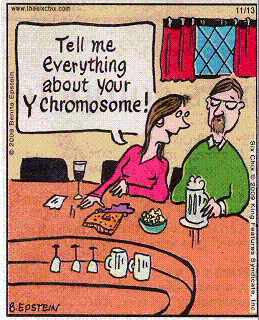 www.thesixchix.com
11/13
Tell me
everything
about your
Y chromosome!
© 2009 Benita Epstein
Six Chix © 2009 King Features Syndicate, Inc
B.EPSTEIN